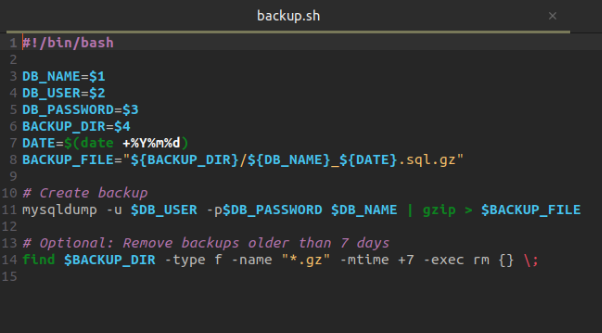 backup.sh ×
1 #!/bin/bash
2
3 DB_NAME=$1
4 DB_USER=$2
5 DB_PASSWORD=$3
6 BACKUP_DIR=$4
7 DATE=$(date +%Y%m%d)
8 BACKUP_FILE="${BACKUP_DIR}/${DB_NAME}_${DATE}.sql.gz"
9
10 # Create backup
11 mysqldump -u $DB_USER -p$DB_PASSWORD $DB_NAME | gzip > $BACKUP_FILE
12
13 # Optional: Remove backups older than 7 days
14 find $BACKUP_DIR -type f -name "*.gz" -mtime +7 -exec rm {} \;
15